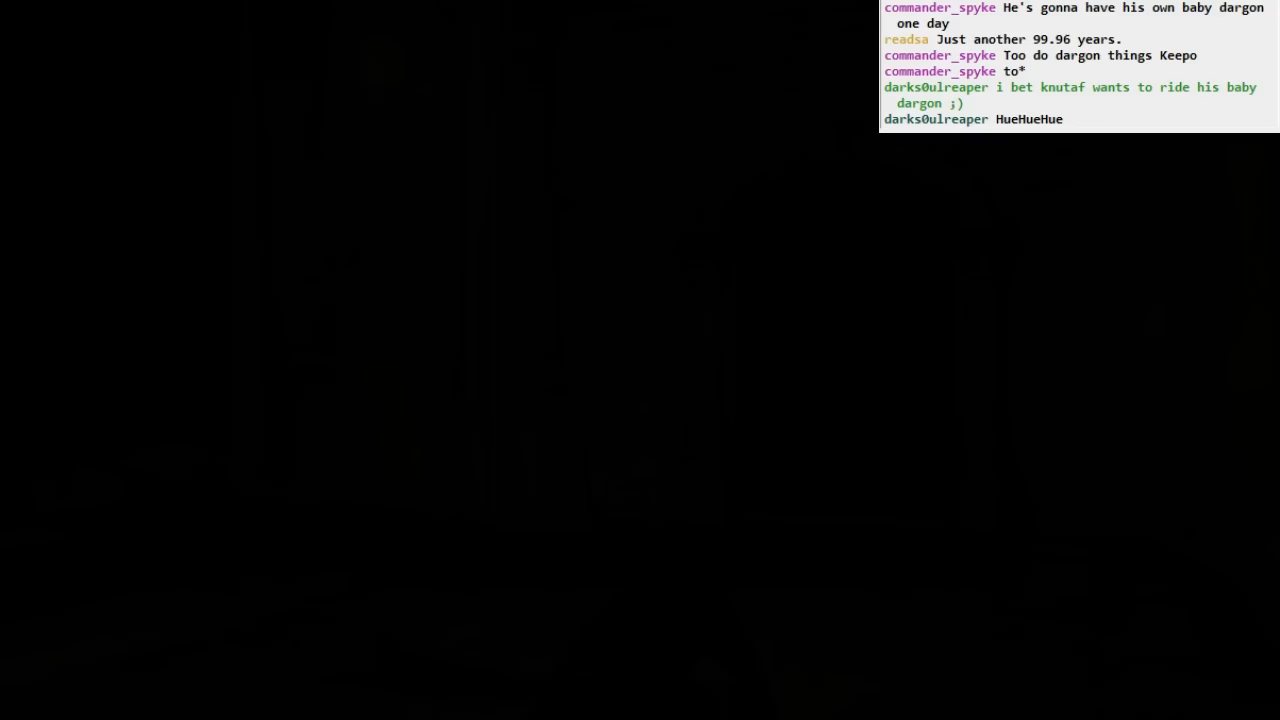 commander_spyke He's gonna have his own baby dargon
one day
readsa Just another 99.96 years.
commander_spyke Too do dargon things Keepo
commander_spyke to*
darks0ulreaper i bet knutaf wants to ride his baby
dargon ;)
darks0ulreaper HueHueHue